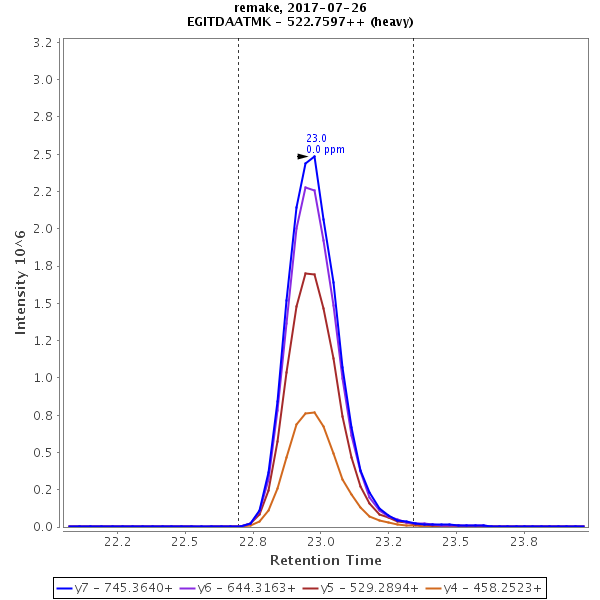 remake, 2017-07-26
EGITDAATMK - 522.7597++ (heavy)
3.2
3.0
2.8
2.5
2.2
2.0
1.8
1.5
1.2
1.0
0.8
0.5
0.2
0.0
Intensity 10^6
23.0
0.0 ppm
22.2 22.5 22.8 23.0 23.2 23.5 23.8
Retention Time
y7 - 745.3640+ y6 - 644.3163+ y5 - 529.2894+ y4 - 458.2523+